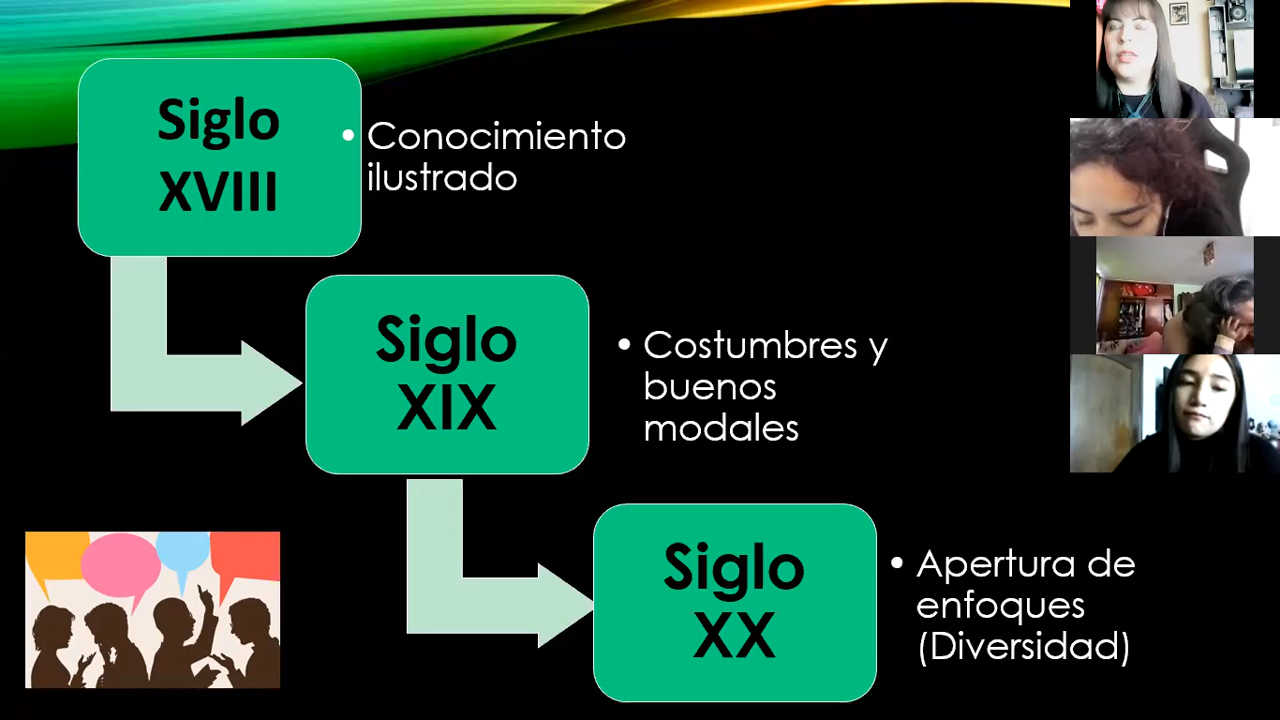 Siglo
XVIII
• Conocimiento
ilustrado
Siglo
XIX
• Costumbres y
buenos
modales
Siglo
XX
• Apertura de
enfoques
(Diversidad)